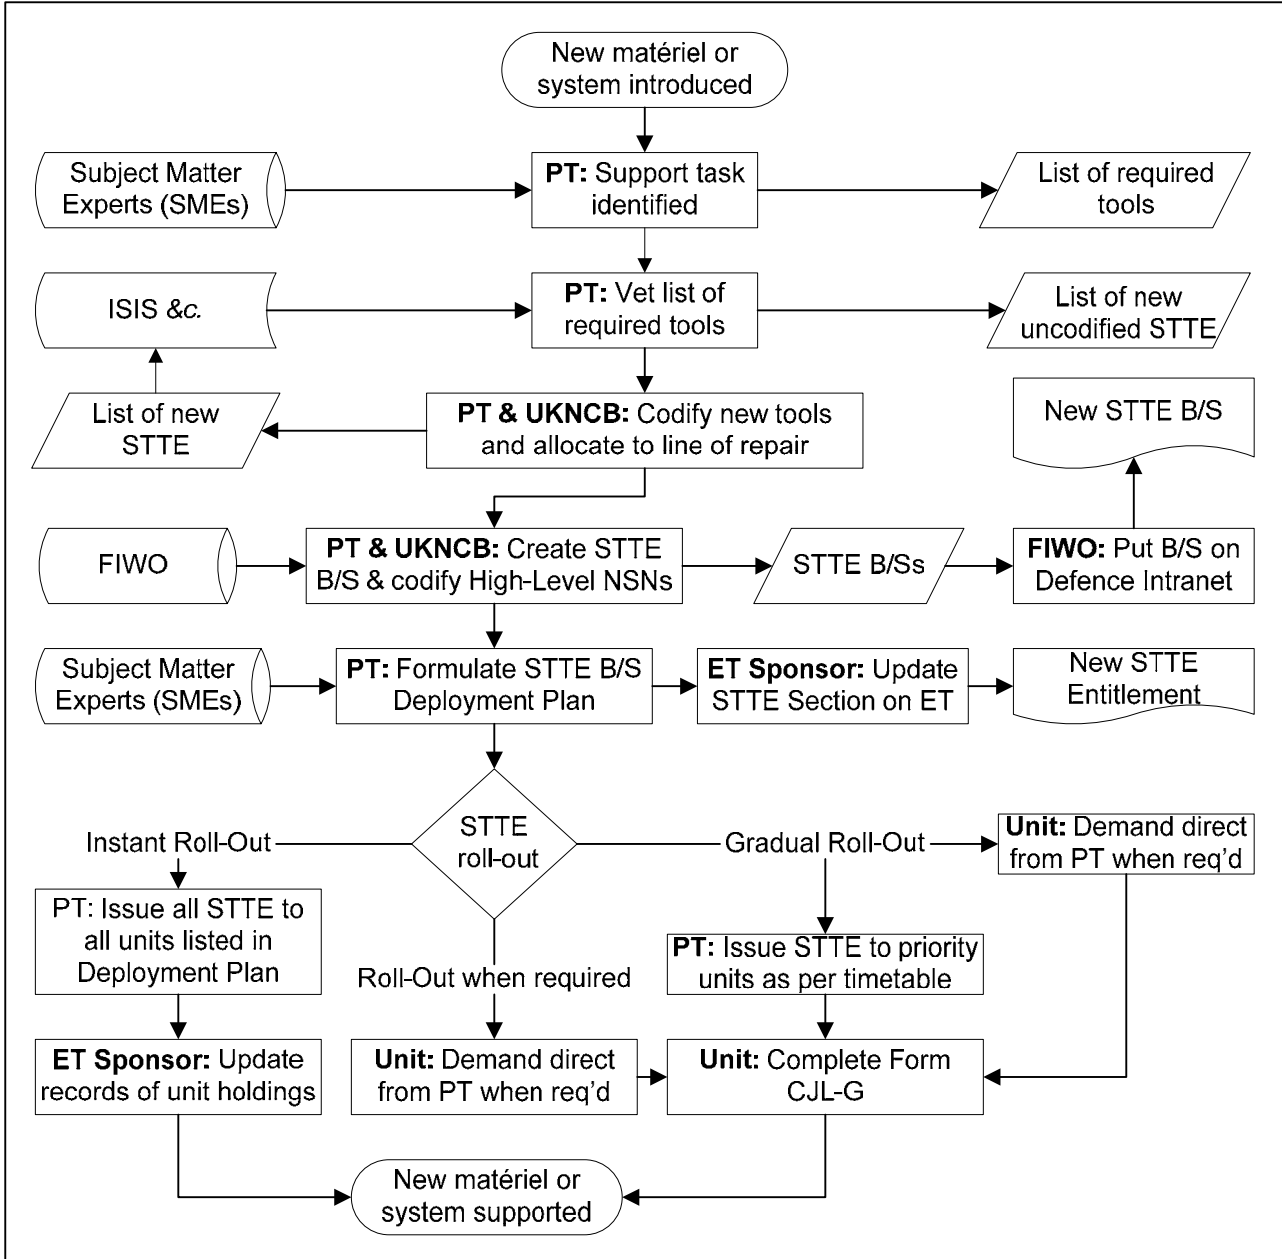 New matériel or
system introduced
Subject Matter
Experts (SMEs)
PT: Support task
identified
List of required
tools
ISIS &c.
PT: Vet list of
required tools
List of new
uncodified STTE
List of new
STTE
PT & UKNCB: Codify new tools
and allocate to line of repair
New STTE B/S
FIWO
PT & UKNCB: Create STTE
B/S & codify High-Level NSNs
STTE B/Ss
FIWO: Put B/S on
Defence Intranet
Subject Matter
Experts (SMEs)
PT: Formulate STTE B/S
Deployment Plan
ET Sponsor: Update
STTE Section on ET
New STTE
Entitlement
STTE
roll-out
Instant Roll-Out
Gradual Roll-Out
Unit: Demand direct
from PT when req’d
PT: Issue all STTE to
all units listed in
Deployment Plan
Roll-Out when required
PT: Issue STTE to priority
units as per timetable
ET Sponsor: Update
records of unit holdings
Unit: Demand direct
from PT when req’d
Unit: Complete Form
CJL-G
New matériel or
system supported